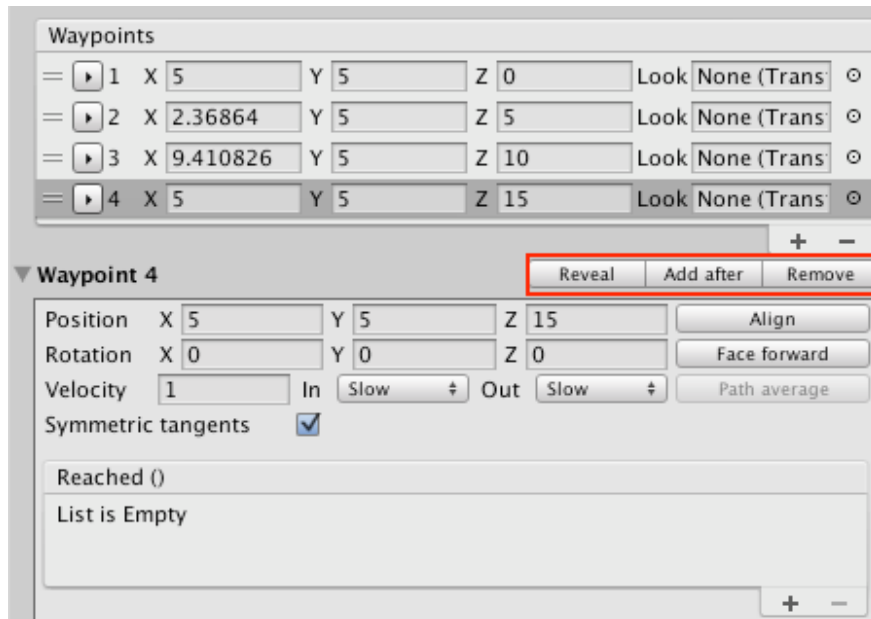 Waypoints
1 X 5 Y 5 Z 0 Look None (Trans
2 X 2.36864 Y 5 Z 5 Look None (Trans
3 X 9.410826 Y 5 Z 10 Look None (Trans
4 X 5 Y 5 Z 15 Look None (Trans
+ −
Waypoint 4 Reveal Add after Remove
Position X 5 Y 5 Z 15 Align
Rotation X 0 Y 0 Z 0 Face forward
Velocity 1 In Slow Out Slow Path average
Symmetric tangents
Reached ()
List is Empty
+ −